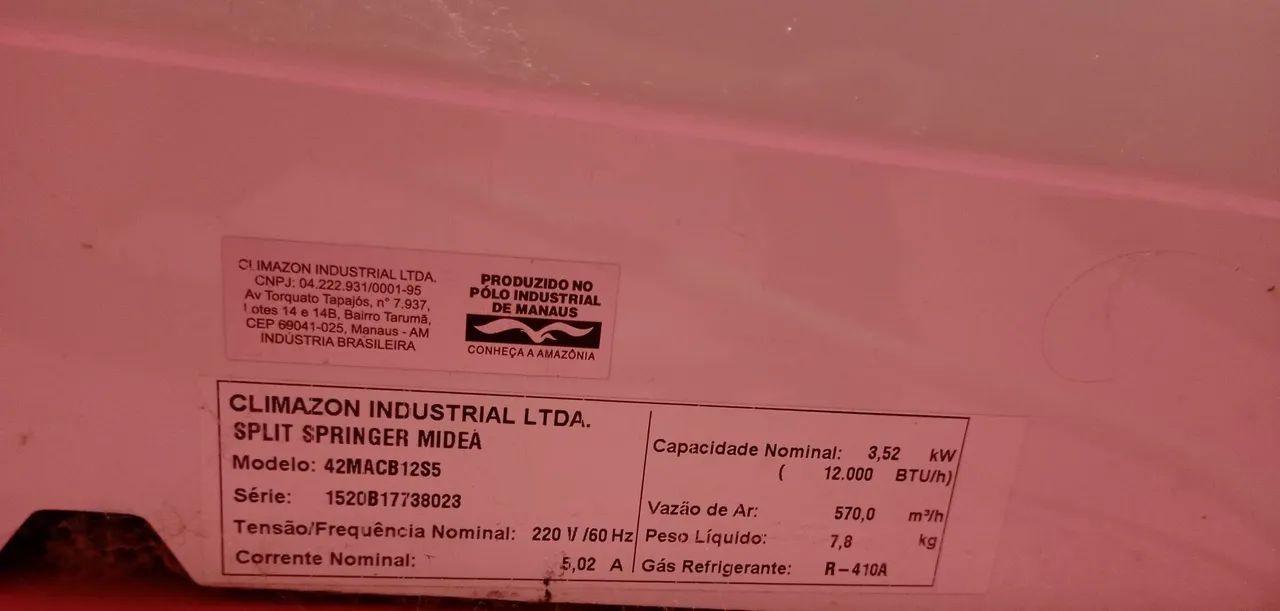 CLIMAZON INDUSTRIAL LTDA.
CNPJ: 04.222.931/0001-95
Av Torquato Tapajós, n° 7.937,
Lotes 14 e 14B, Bairro Tarumã,
CEP 69041-025, Manaus - AM
INDÚSTRIA BRASILEIRA
PRODUZIDO NO
PÓLO INDUSTRIAL
DE MANAUS
CONHEÇA A AMAZÔNIA
CLIMAZON INDUSTRIAL LTDA.
SPLIT SPRINGER MIDEA
Modelo: 42MACB12S5
Série: 1520B17738023
Tensão/Frequência Nominal: 220 V /60 Hz
Corrente Nominal: 5,02 A
Capacidade Nominal: 3,52 kW
( 12.000 BTU/h)
Vazão de Ar: 570,0 m³/h
Peso Líquido: 7,8 kg
Gás Refrigerante: R-410A